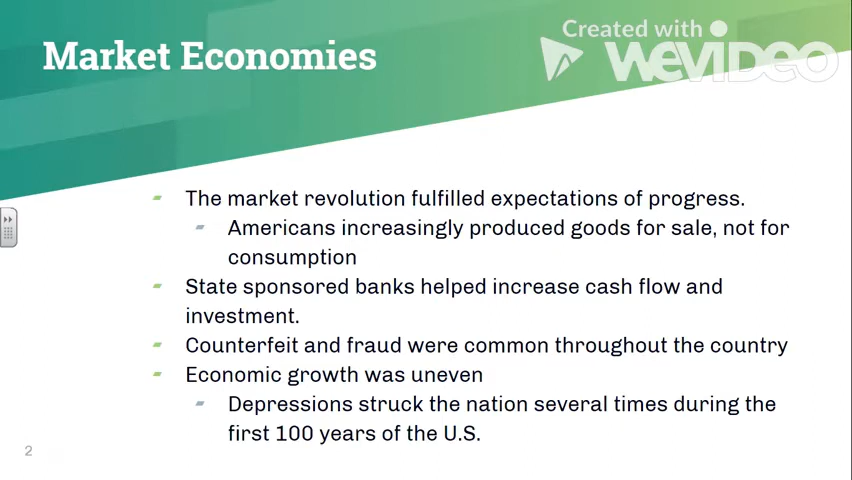 Created with
WEVIDEO
Market Economies
The market revolution fulfilled expectations of progress.
Americans increasingly produced goods for sale, not for
consumption
State sponsored banks helped increase cash flow and
investment.
Counterfeit and fraud were common throughout the country
Economic growth was uneven
Depressions struck the nation several times during the
first 100 years of the U.S.
2